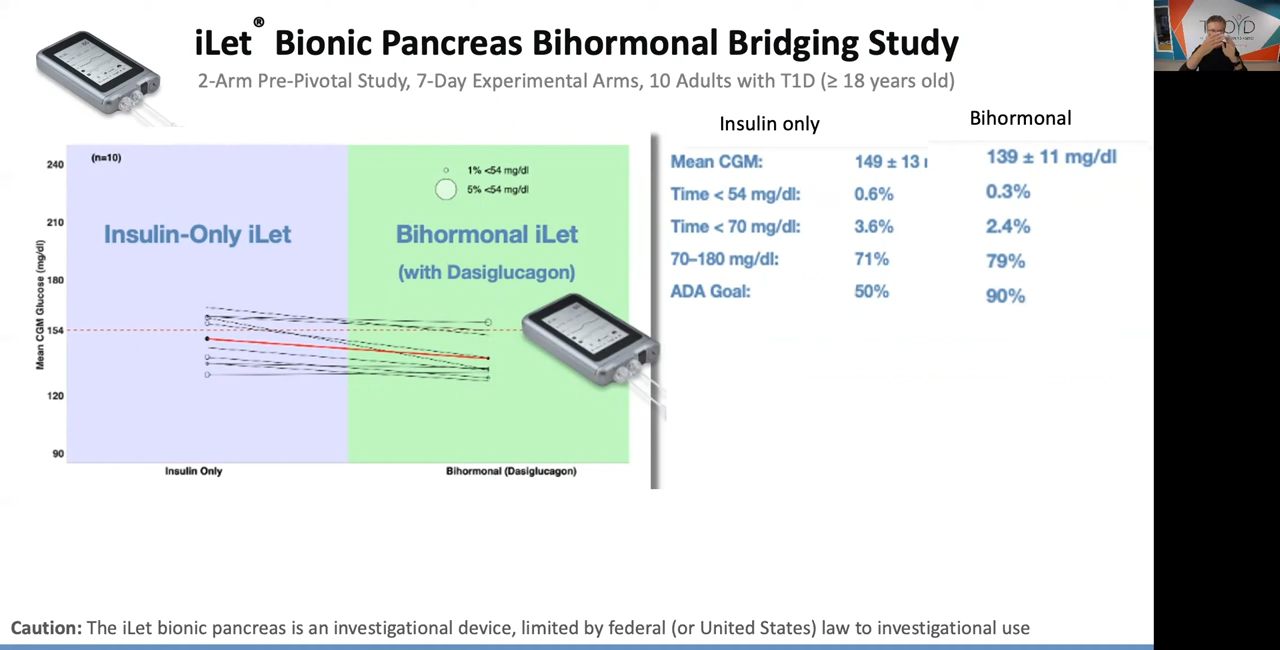 iLet® Bionic Pancreas Bihormonal Bridging Study
2-Arm Pre-Pivotal Study, 7-Day Experimental Arms, 10 Adults with T1D (≥ 18 years old)
(n=10)
1% <54 mg/dl
5% <54 mg/dl
Insulin-Only iLet
Bihormonal iLet
(with Dasiglucagon)
Mean CGM Glucose (mg/dl)
240
210
180
154
120
90
Insulin Only
Bihormonal (Dasiglucagon)
Insulin only Bihormonal
Mean CGM: 149 ± 13 139 ± 11 mg/dl
Time < 54 mg/dl: 0.6% 0.3%
Time < 70 mg/dl: 3.6% 2.4%
70–180 mg/dl: 71% 79%
ADA Goal: 50% 90%
Caution: The iLet bionic pancreas is an investigational device, limited by federal (or United States) law to investigational use